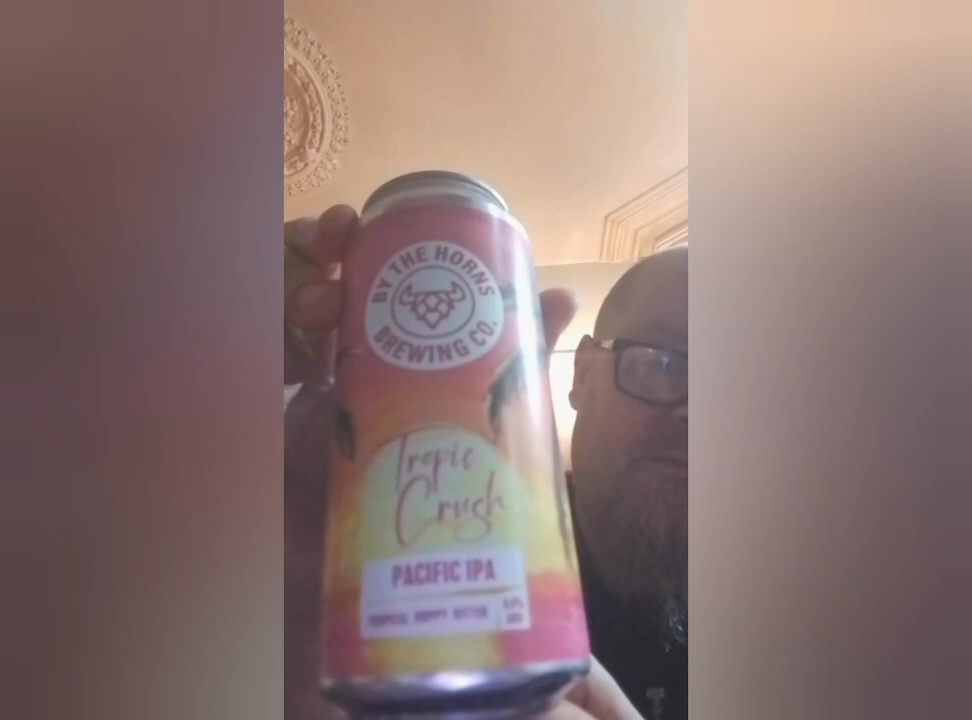 BY THE HORNS
BREWING CO.
Tropic
Crush
PACIFIC IPA
TROPICAL HOPPY BITTER